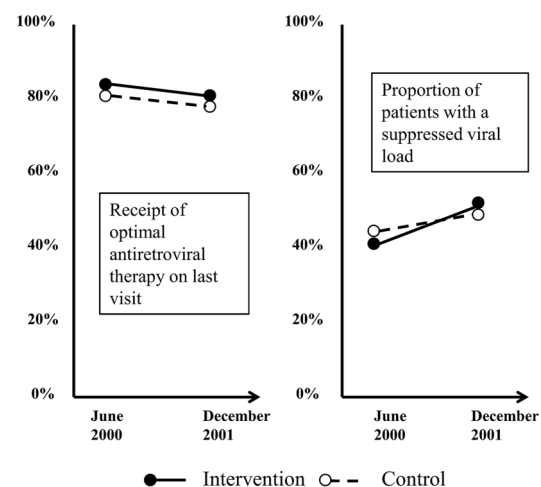 100%
80%
60%
40%
20%
0%
Receipt of
optimal
antiretroviral
therapy on last
visit
June
2000
December
2001
100%
80%
60%
40%
20%
0%
Proportion of
patients with a
suppressed viral
load
June
2000
December
2001
Intervention
Control